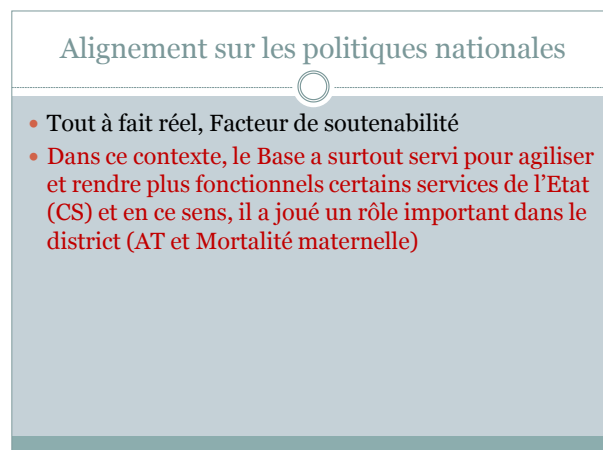 Alignement sur les politiques nationales
• Tout à fait réel, Facteur de soutenabilité
• Dans ce contexte, le Base a surtout servi pour agiliser
et rendre plus fonctionnels certains services de l’Etat
(CS) et en ce sens, il a joué un rôle important dans le
district (AT et Mortalité maternelle)